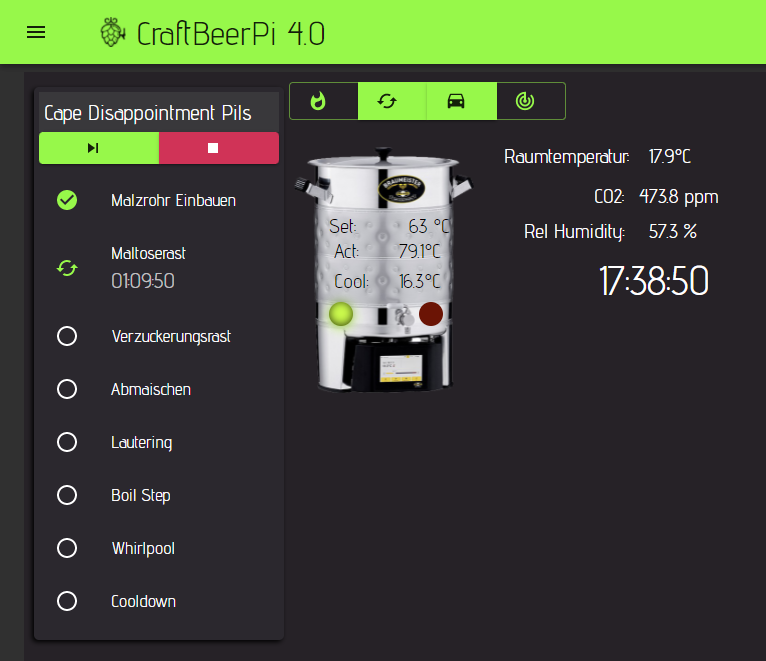 CraftBeerPi 4.0
Cape Disappointment Pils
Malzrohr Einbauen
Maltoserast
01:09:50
Verzuckerungsrast
Abmaischen
Lautering
Boil Step
Whirlpool
Cooldown
BRAUMEISTER
Set: 63 °C
Act: 79.1°C
Cool: 16.3°C
Raumtemperatur: 17.9°C
CO2: 473.8 ppm
Rel Humidity: 57.3 %
17:38:50